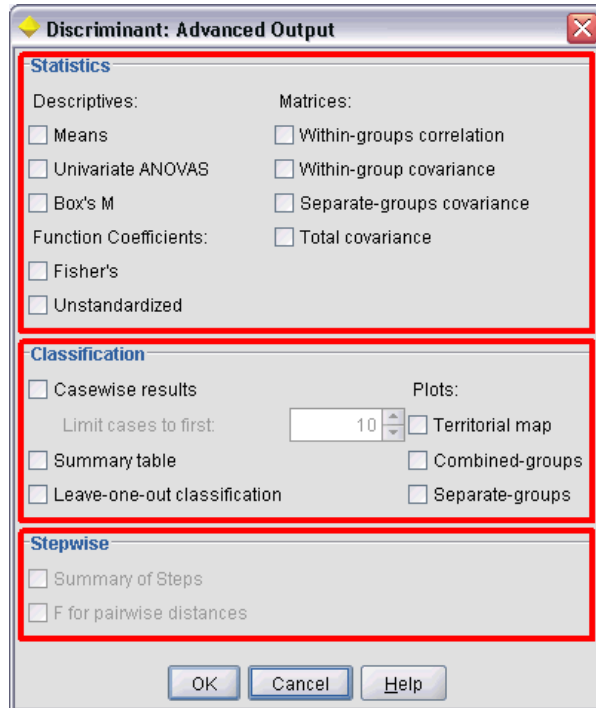 Discriminant: Advanced Output
Statistics
Descriptives:
Means
Univariate ANOVAS
Box's M
Function Coefficients:
Fisher's
Unstandardized
Matrices:
Within-groups correlation
Within-group covariance
Separate-groups covariance
Total covariance
Classification
Casewise results
Limit cases to first: 10
Summary table
Leave-one-out classification
Plots:
Territorial map
Combined-groups
Separate-groups
Stepwise
Summary of Steps
F for pairwise distances
OK Cancel Help